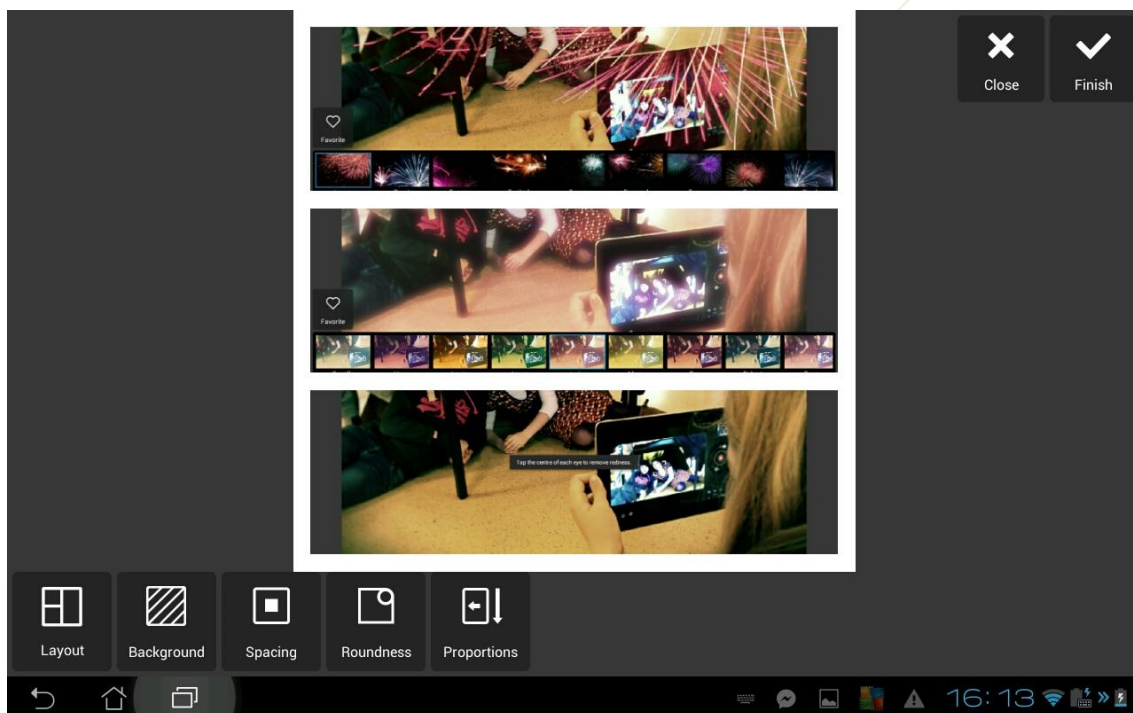 Close
Finish
Favorite
Favorite
Tap the centre of each eye to remove redness.
Layout
Background
Spacing
Roundness
Proportions
16:13